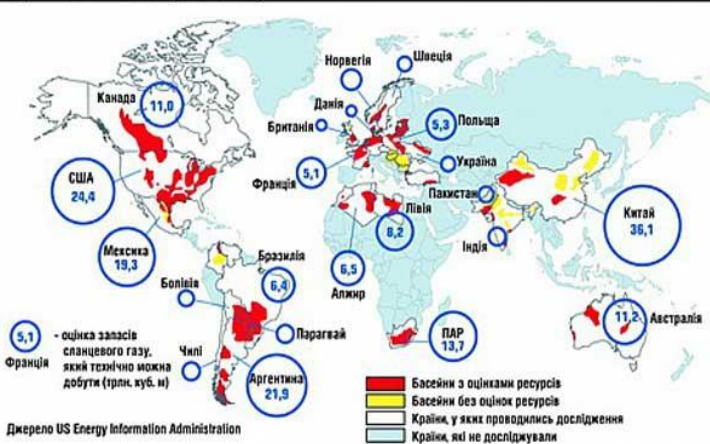 Норвегія
Швеція
Канада
11,0
Данія
Британія
5,3
Польща
США
24,4
Франція
5,1
Україна
Пакистан
Лівія
8,2
Китай
36,1
Мексика
19,3
Індія
Бразилія
6,4
6,5
Алжир
Болівія
Парагвай
11,2
Австралія
ПАР
13,7
5,1
Франція
- оцінка запасів
сланцевого газу,
який технічно можна
добути (трлн. куб. м)
Чилі
Аргентина
21,9
Басейни з оцінками ресурсів
Басейни без оцінок ресурсів
Країни, у яких проводились дослідження
Країни, які не досліджували
Джерело US Energy Information Administration